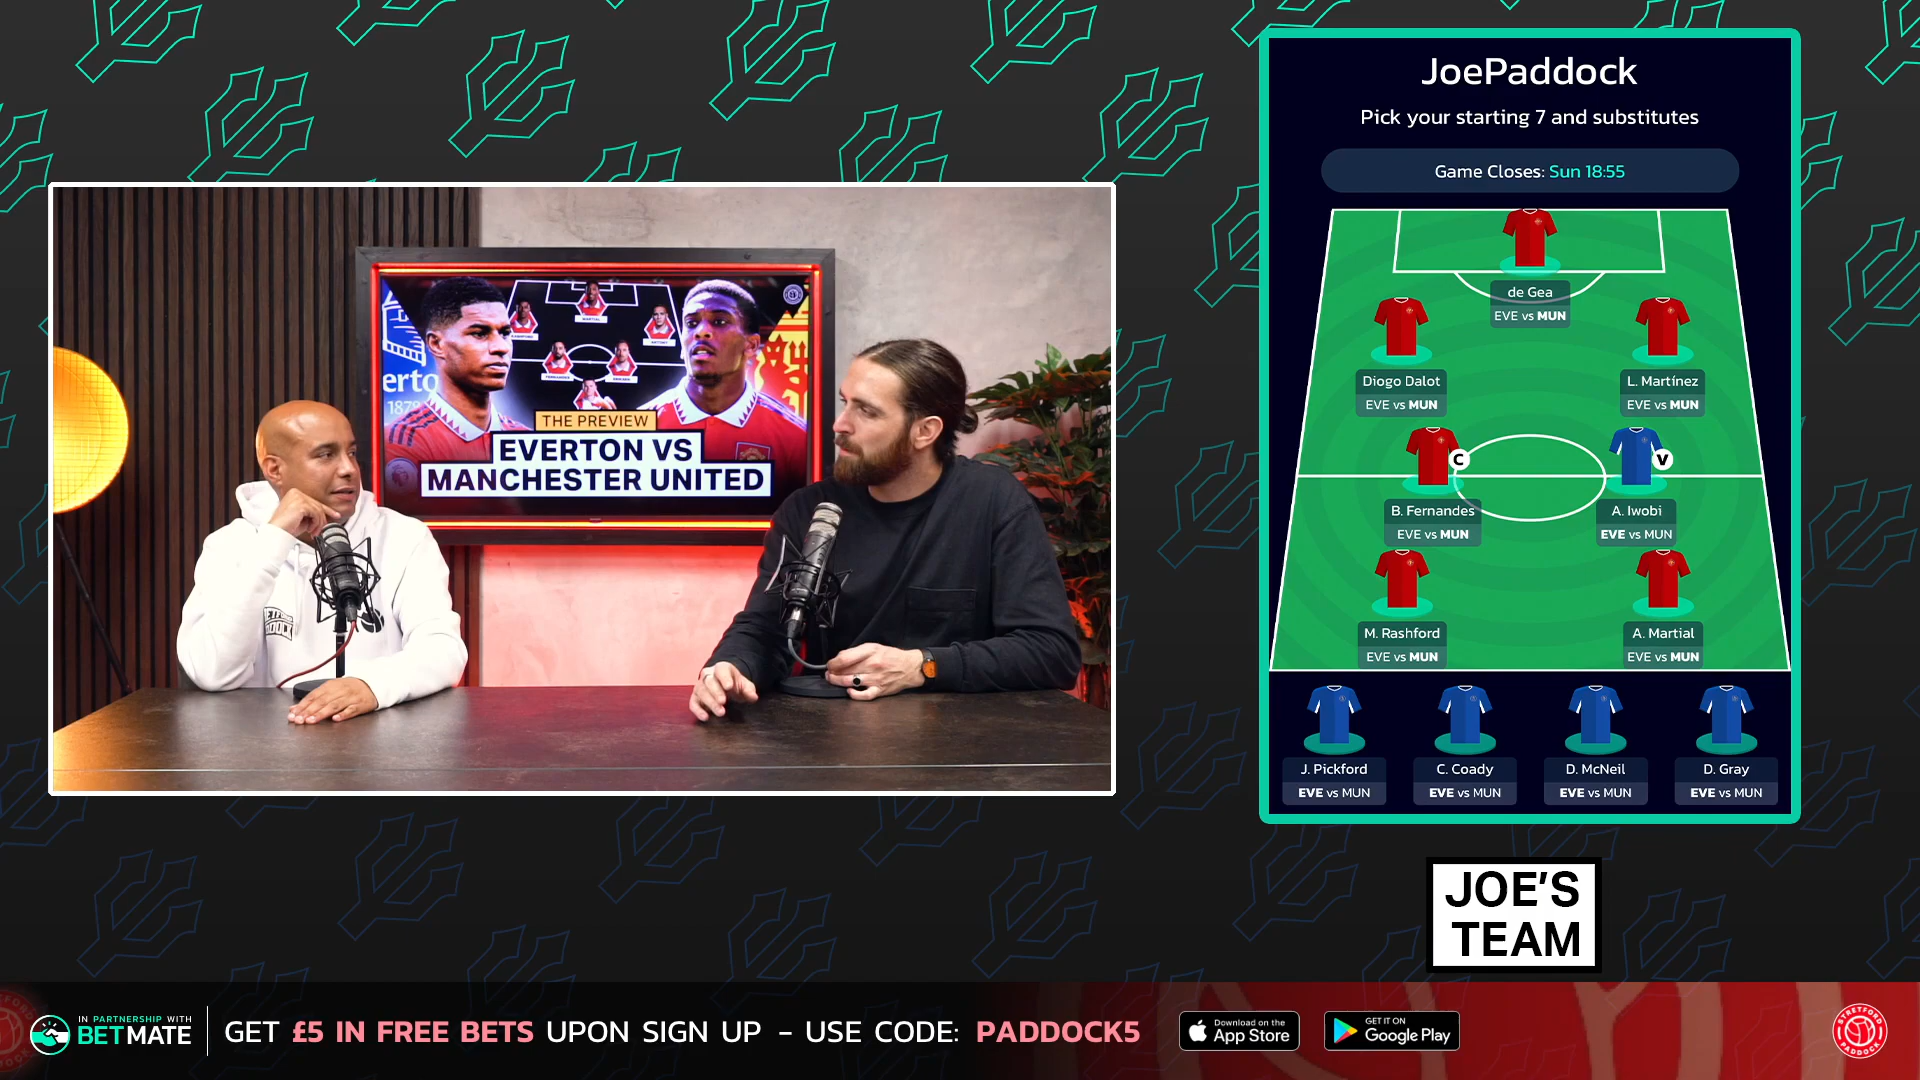 JoePaddock
Pick your starting 7 and substitutes
Game Closes: Sun 18:55
de Gea
EVE vs MUN
Diogo Dalot
EVE vs MUN
L. Martínez
EVE vs MUN
C
V
B. Fernandes
EVE vs MUN
A. Iwobi
EVE vs MUN
M. Rashford
EVE vs MUN
A. Martial
EVE vs MUN
J. Pickford
EVE vs MUN
C. Coady
EVE vs MUN
D. McNeil
EVE vs MUN
D. Gray
EVE vs MUN
erto
187
THE PREVIEW
EVERTON VS
MANCHESTER UNITED
JOE'S
TEAM
IN PARTNERSHIP WITH
BETMATE
GET £5 IN FREE BETS UPON SIGN UP – USE CODE: PADDOCK5
Download on the
App Store
GET IT ON
Google Play
STRETFORD
PADDOCK